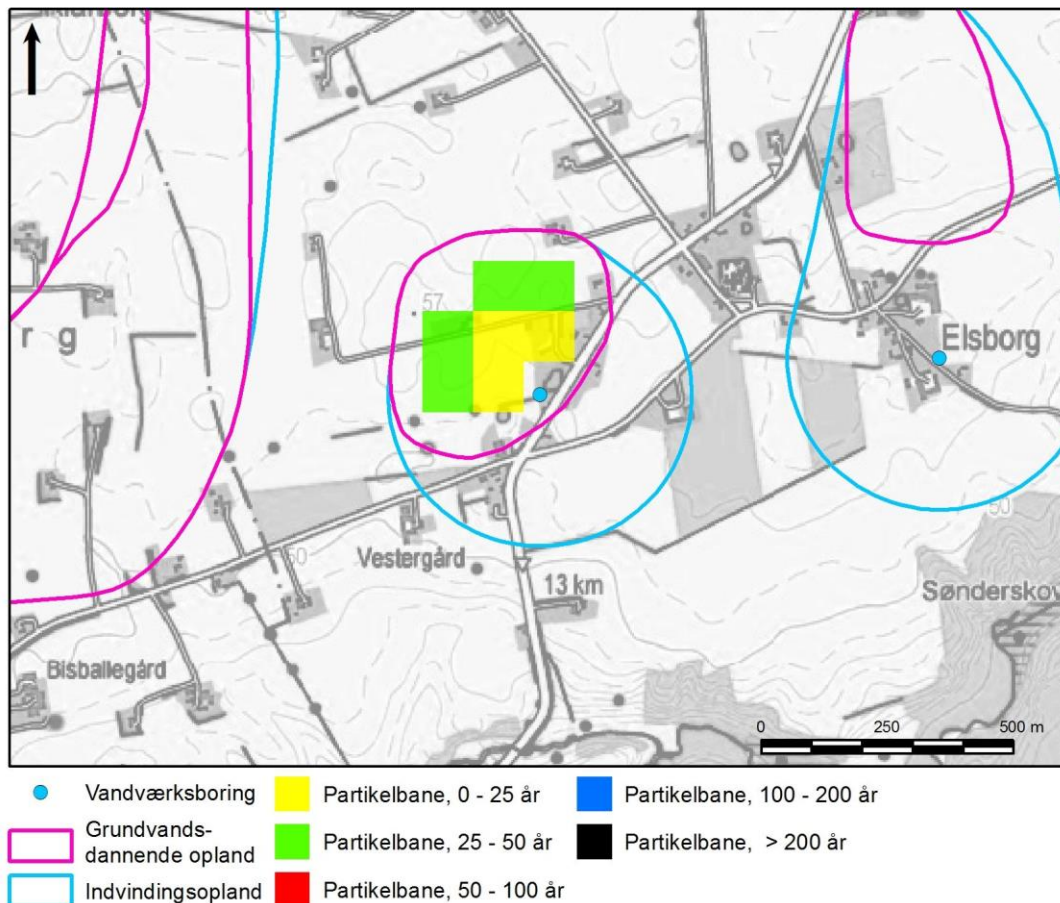 57
r g
Elsborg
50
Vestergård
50
13 km
Sønderskov
Bisballegård
0 250 500 m
Vandværksboring
Grundvands-
dannende opland
Indvindingsopland
Partikelbane, 0 - 25 år
Partikelbane, 25 - 50 år
Partikelbane, 50 - 100 år
Partikelbane, 100 - 200 år
Partikelbane, > 200 år